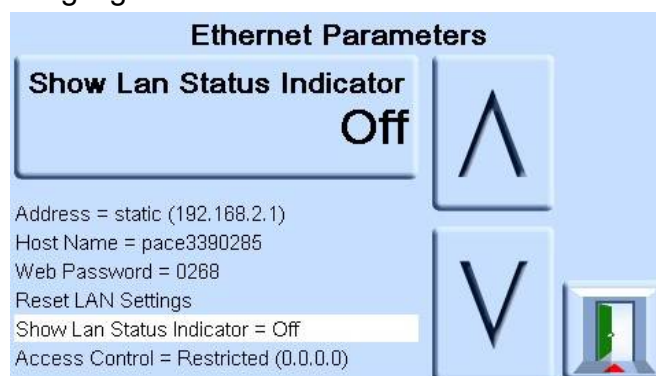 Ethernet Parameters
Show Lan Status Indicator
Off
Address = static (192.168.2.1)
Host Name = pace3390285
Web Password = 0268
Reset LAN Settings
Show Lan Status Indicator = Off
Access Control = Restricted (0.0.0.0)